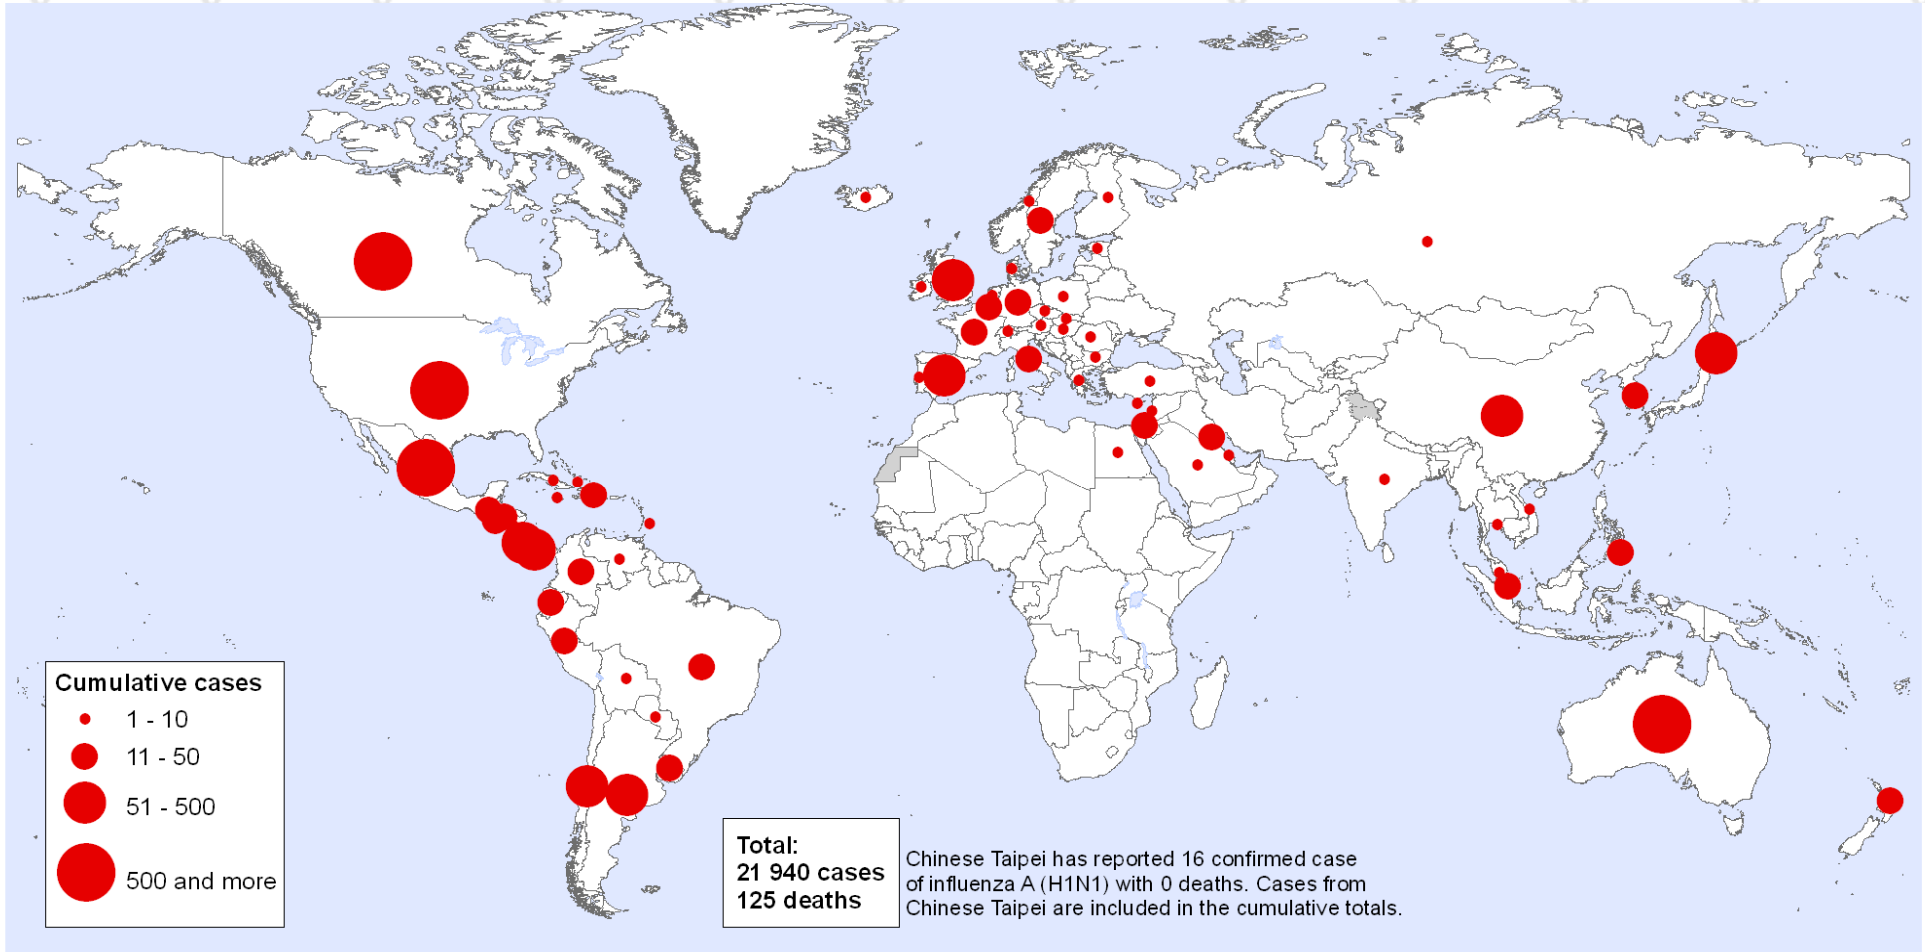 Cumulative cases
1 - 10
11 - 50
51 - 500
500 and more
Total:
21 940 cases
125 deaths
Chinese Taipei has reported 16 confirmed case
of influenza A (H1N1) with 0 deaths. Cases from
Chinese Taipei are included in the cumulative totals.